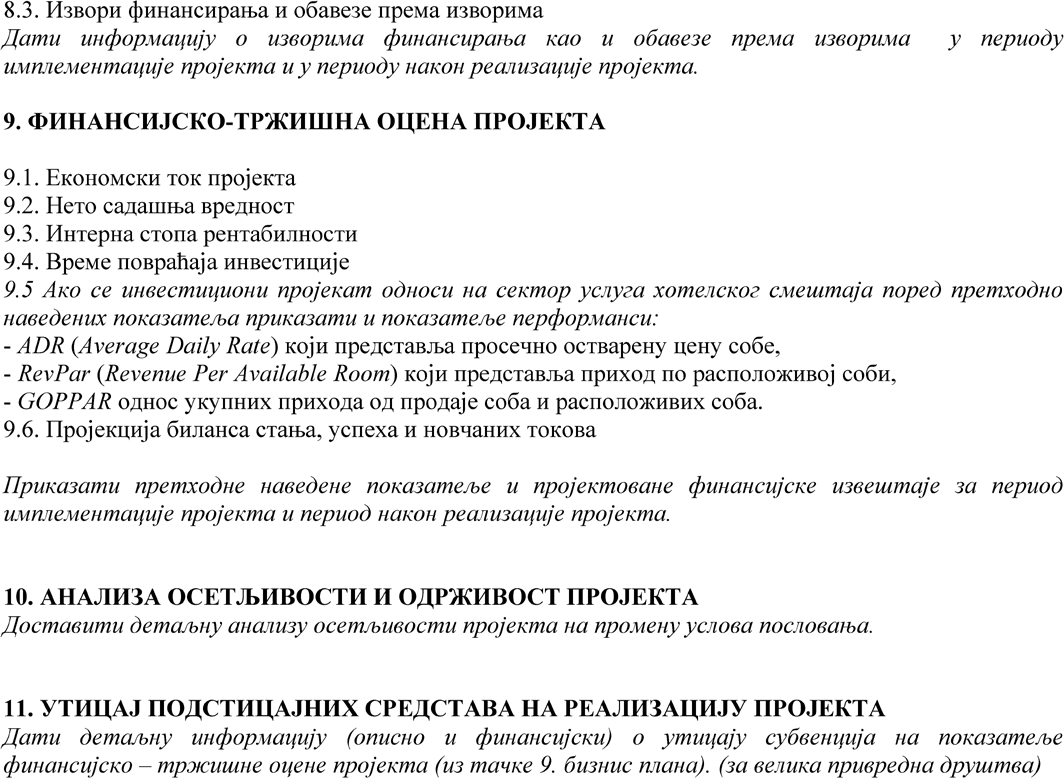 8.3. Извори финансирања и обавезе према изворима
Дати информацију о изворима финансирања као и обавезе према изворима у периоду
имплементације пројекта и у периоду након реализације пројекта.
9. ФИНАНСИЈСКО-ТРЖИШНА ОЦЕНА ПРОЈЕКТА
9.1. Економски ток пројекта
9.2. Нето садашња вредност
9.3. Интерна стопа рентабилности
9.4. Време повраћаја инвестиције
9.5 Ако се инвестициони пројекат односи на сектор услуга хотелског смештаја поред претходно
наведених показатеља приказати и показатеље перформанси:
- ADR (Average Daily Rate) који представља просечно остварену цену собе,
- RevPar (Revenue Per Available Room) који представља приход по расположивој соби,
- GOPPAR однос укупних прихода од продаје соба и расположивих соба.
9.6. Пројекција биланса стања, успеха и новчаних токова
Приказати претходне наведене показатеље и пројектоване финансијске извештаје за период
имплементације пројекта и период након реализације пројекта.
10. АНАЛИЗА ОСЕТЉИВОСТИ И ОДРЖИВОСТ ПРОЈЕКТА
Доставити детаљну анализу осетљивости пројекта на промену услова пословања.
11. УТИЦАЈ ПОДСТИЦАЈНИХ СРЕДСТАВА НА РЕАЛИЗАЦИЈУ ПРОЈЕКТА
Дати детаљну информацију (описно и финансијски) о утицају субвенција на показатеље
финансијско – тржишне оцене пројекта (из тачке 9. бизнис плана). (за велика привредна друштва)